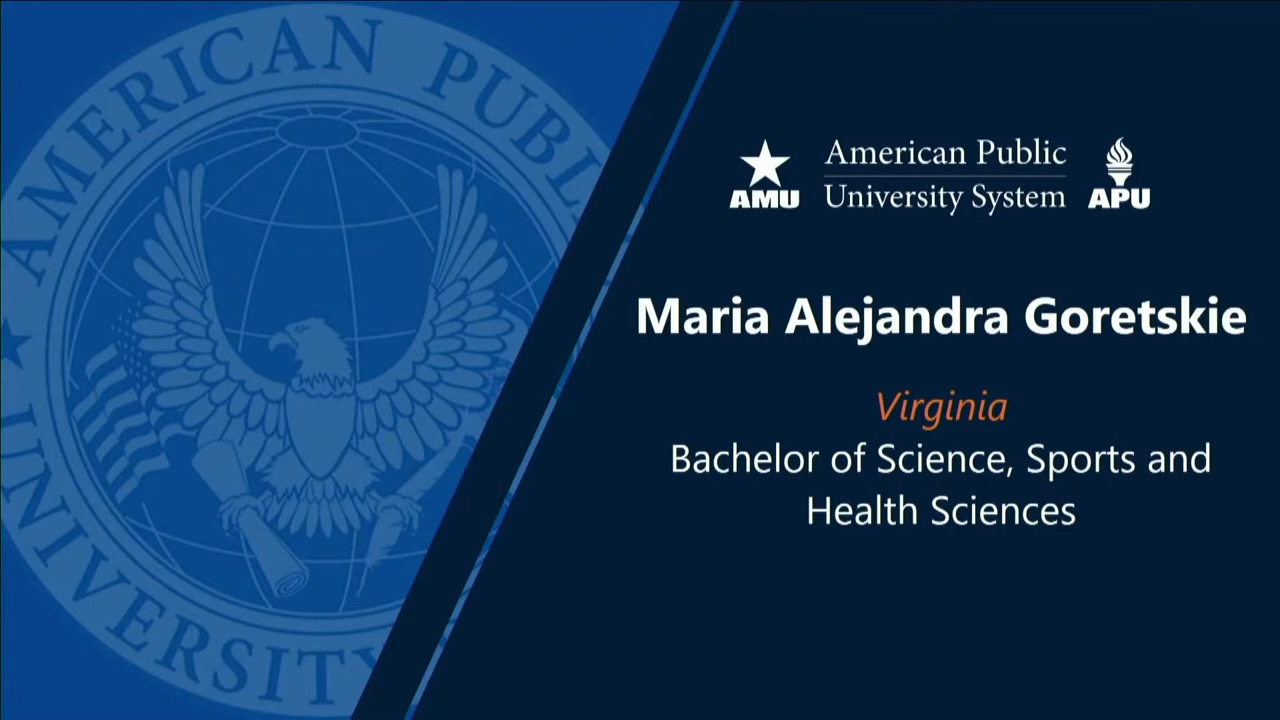 AMERICAN PUBLI
UNIVERSITY
AMU
American Public
University System
APU
Maria Alejandra Goretskie
Virginia
Bachelor of Science, Sports and
Health Sciences